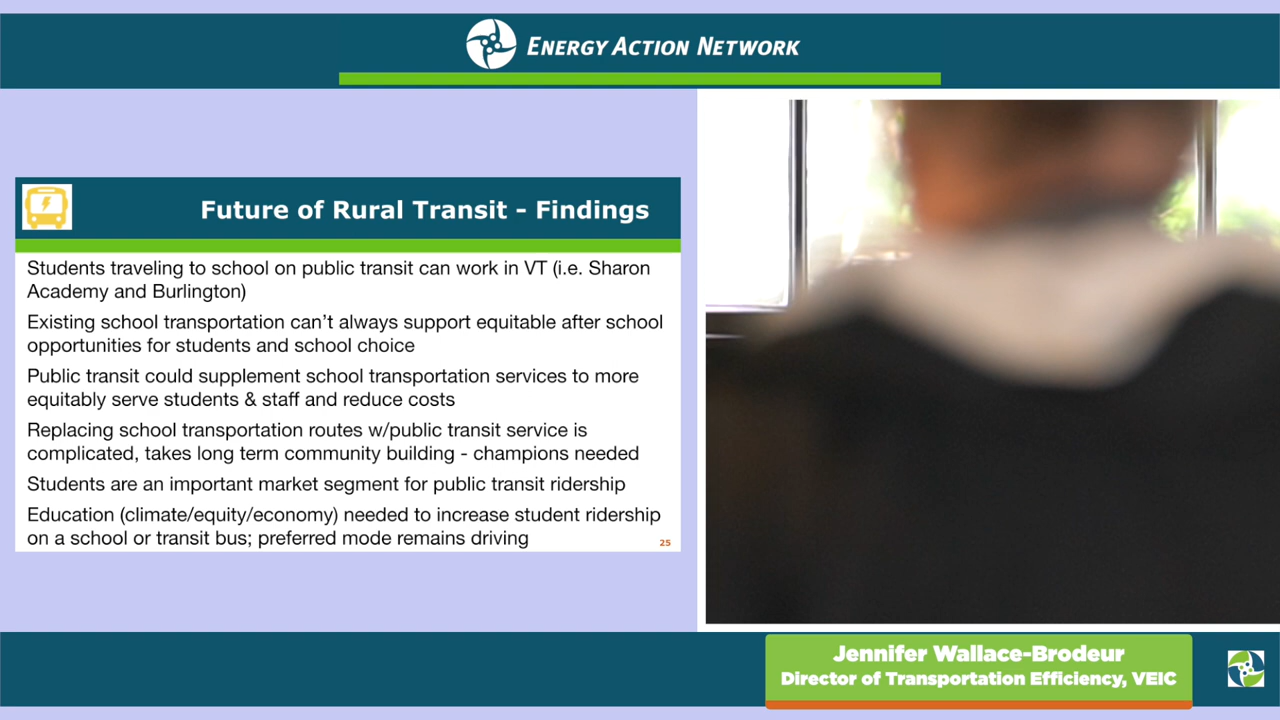 ENERGY ACTION NETWORK
Future of Rural Transit - Findings
Students traveling to school on public transit can work in VT (i.e. Sharon
Academy and Burlington)
Existing school transportation can’t always support equitable after school
opportunities for students and school choice
Public transit could supplement school transportation services to more
equitably serve students & staff and reduce costs
Replacing school transportation routes w/public transit service is
complicated, takes long term community building - champions needed
Students are an important market segment for public transit ridership
Education (climate/equity/economy) needed to increase student ridership
on a school or transit bus; preferred mode remains driving
25
Jennifer Wallace-Brodeur
Director of Transportation Efficiency, VEIC